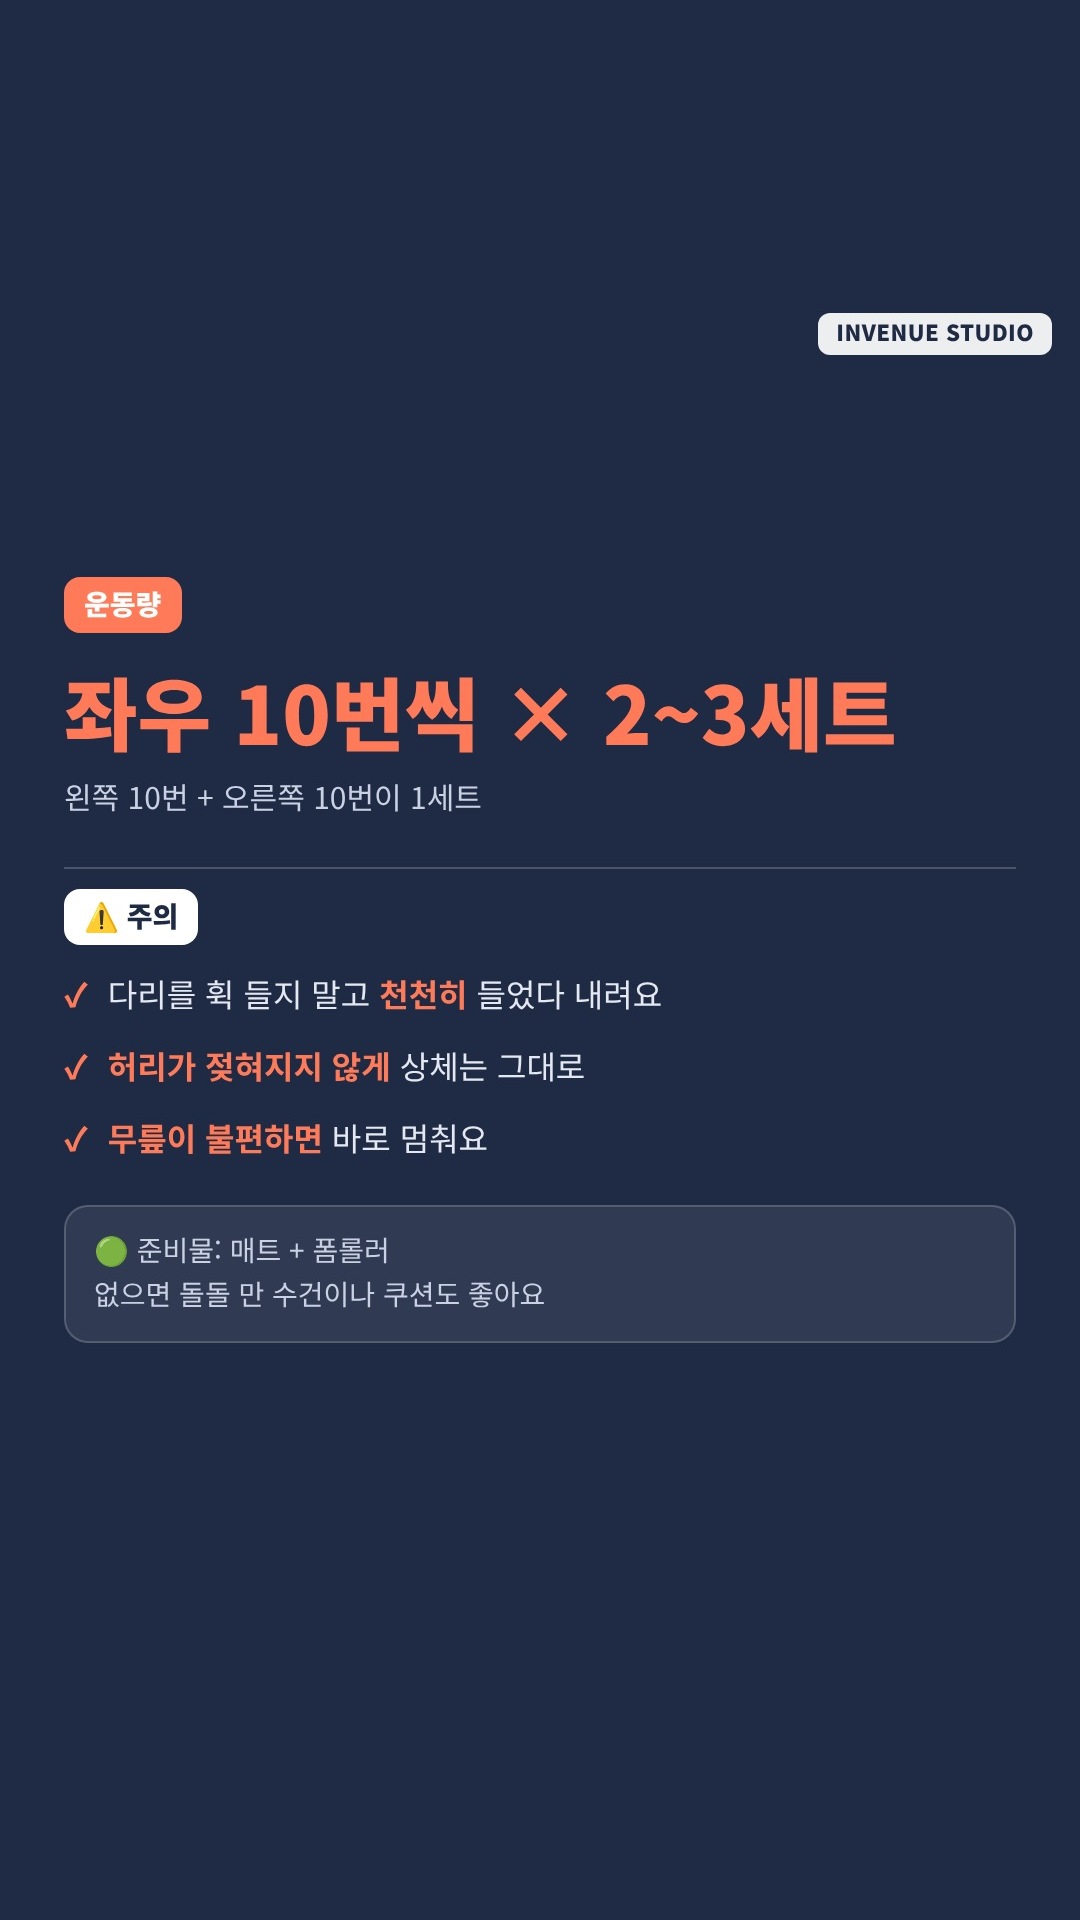 INVENUE STUDIO
운동량
좌우 10번씩 × 2~3세트
왼쪽 10번 + 오른쪽 10번이 1세트
⚠️ 주의
✓ 다리를 휙 들지 말고 천천히 들었다 내려요
✓ 허리가 젖혀지지 않게 상체는 그대로
✓ 무릎이 불편하면 바로 멈춰요
🟢 준비물: 매트 + 폼롤러
없으면 돌돌 만 수건이나 쿠션도 좋아요